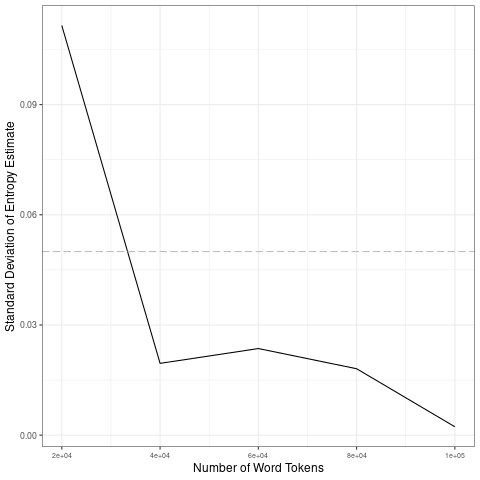 Standard Deviation of Entropy Estimate
0.09
0.06
0.03
0.00
2e+04 4e+04 6e+04 8e+04 1e+05
Number of Word Tokens